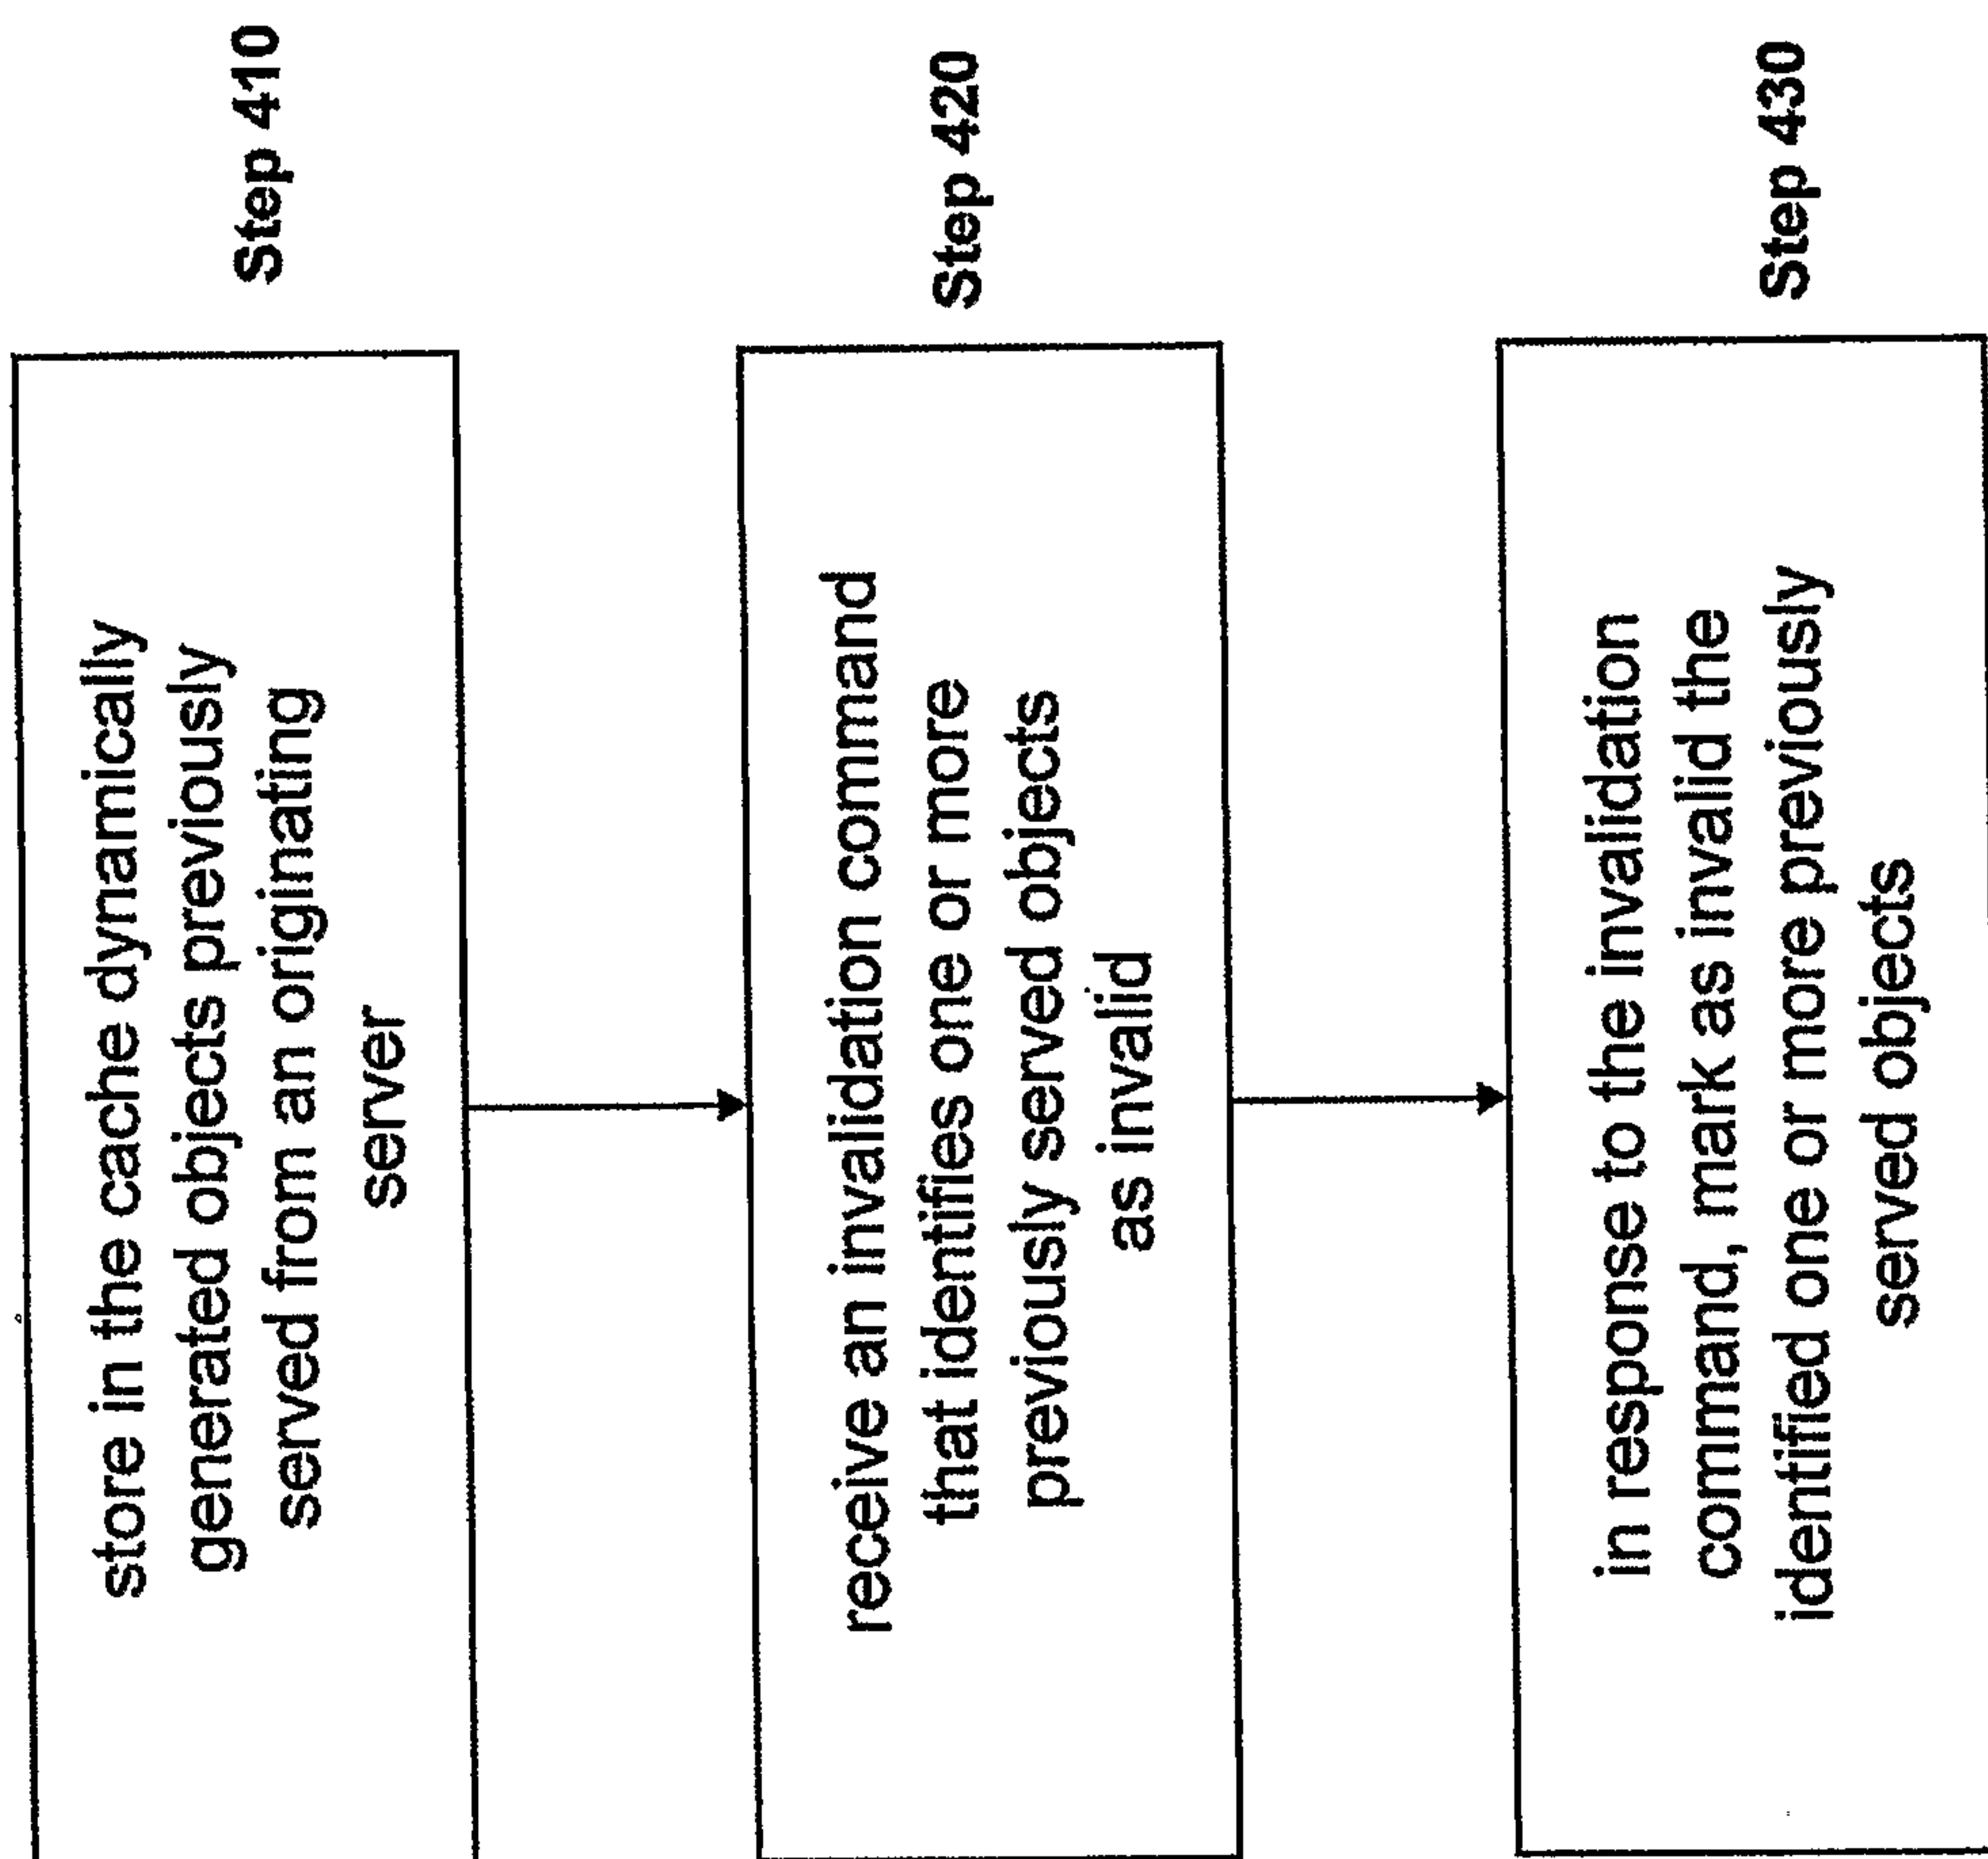 store in the cache dynamically
generated objects previously
served from an originating
server
Step 410
receive an invalidation command
that identifies one or more
previously served objects
as invalid
Step 420
in response to the invalidation
command, mark as invalid the
identified one or more previously
served objects
Step 430